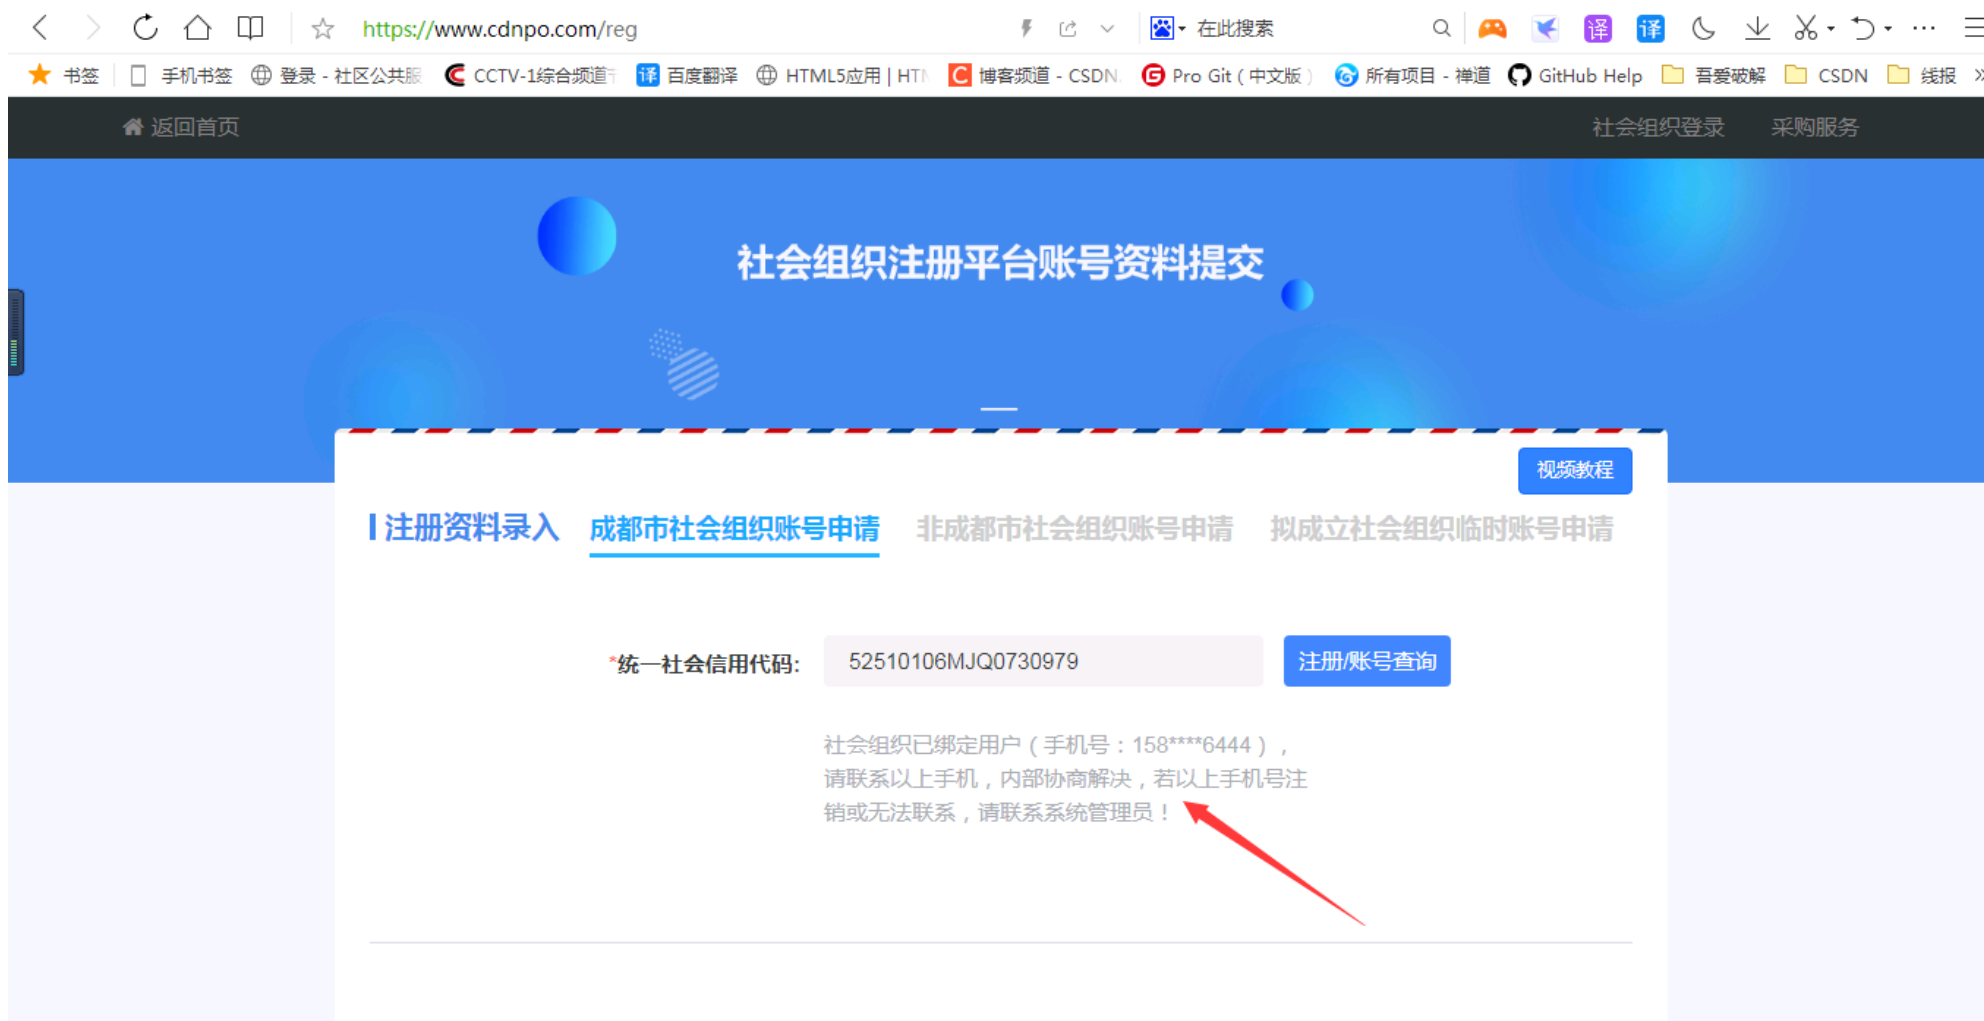 https://www.cdnpo.com/reg
在此搜索
译
译
书签
手机书签
登录 - 社区公共服
CCTV-1综合频道
译 百度翻译
HTML5应用 | HT
C 博客频道 - CSDN
Pro Git ( 中文版 )
所有项目 - 禅道
GitHub Help
吾爱破解
CSDN
线报
返回首页
社会组织登录
采购服务
社会组织注册平台账号资料提交
视频教程
注册资料录入
成都市社会组织账号申请
非成都市社会组织账号申请
拟成立社会组织临时账号申请
*统一社会信用代码:
52510106MJQ0730979
注册/账号查询
社会组织已绑定用户（手机号：158****6444），
请联系以上手机，内部协商解决，若以上手机号注
销或无法联系，请联系系统管理员！